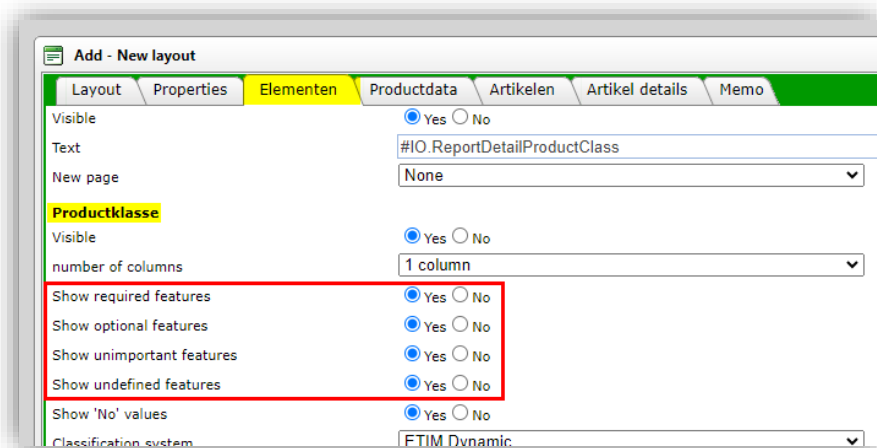 Add - New layout
Layout Properties Elementen Productdata Artikelen Artikel details Memo
Visible Yes No
Text #IO.ReportDetailProductClass
New page None
Productklasse
Visible Yes No
number of columns 1 column
Show required features Yes No
Show optional features Yes No
Show unimportant features Yes No
Show undefined features Yes No
Show 'No' values Yes No
Classification system ETIM Dynamic